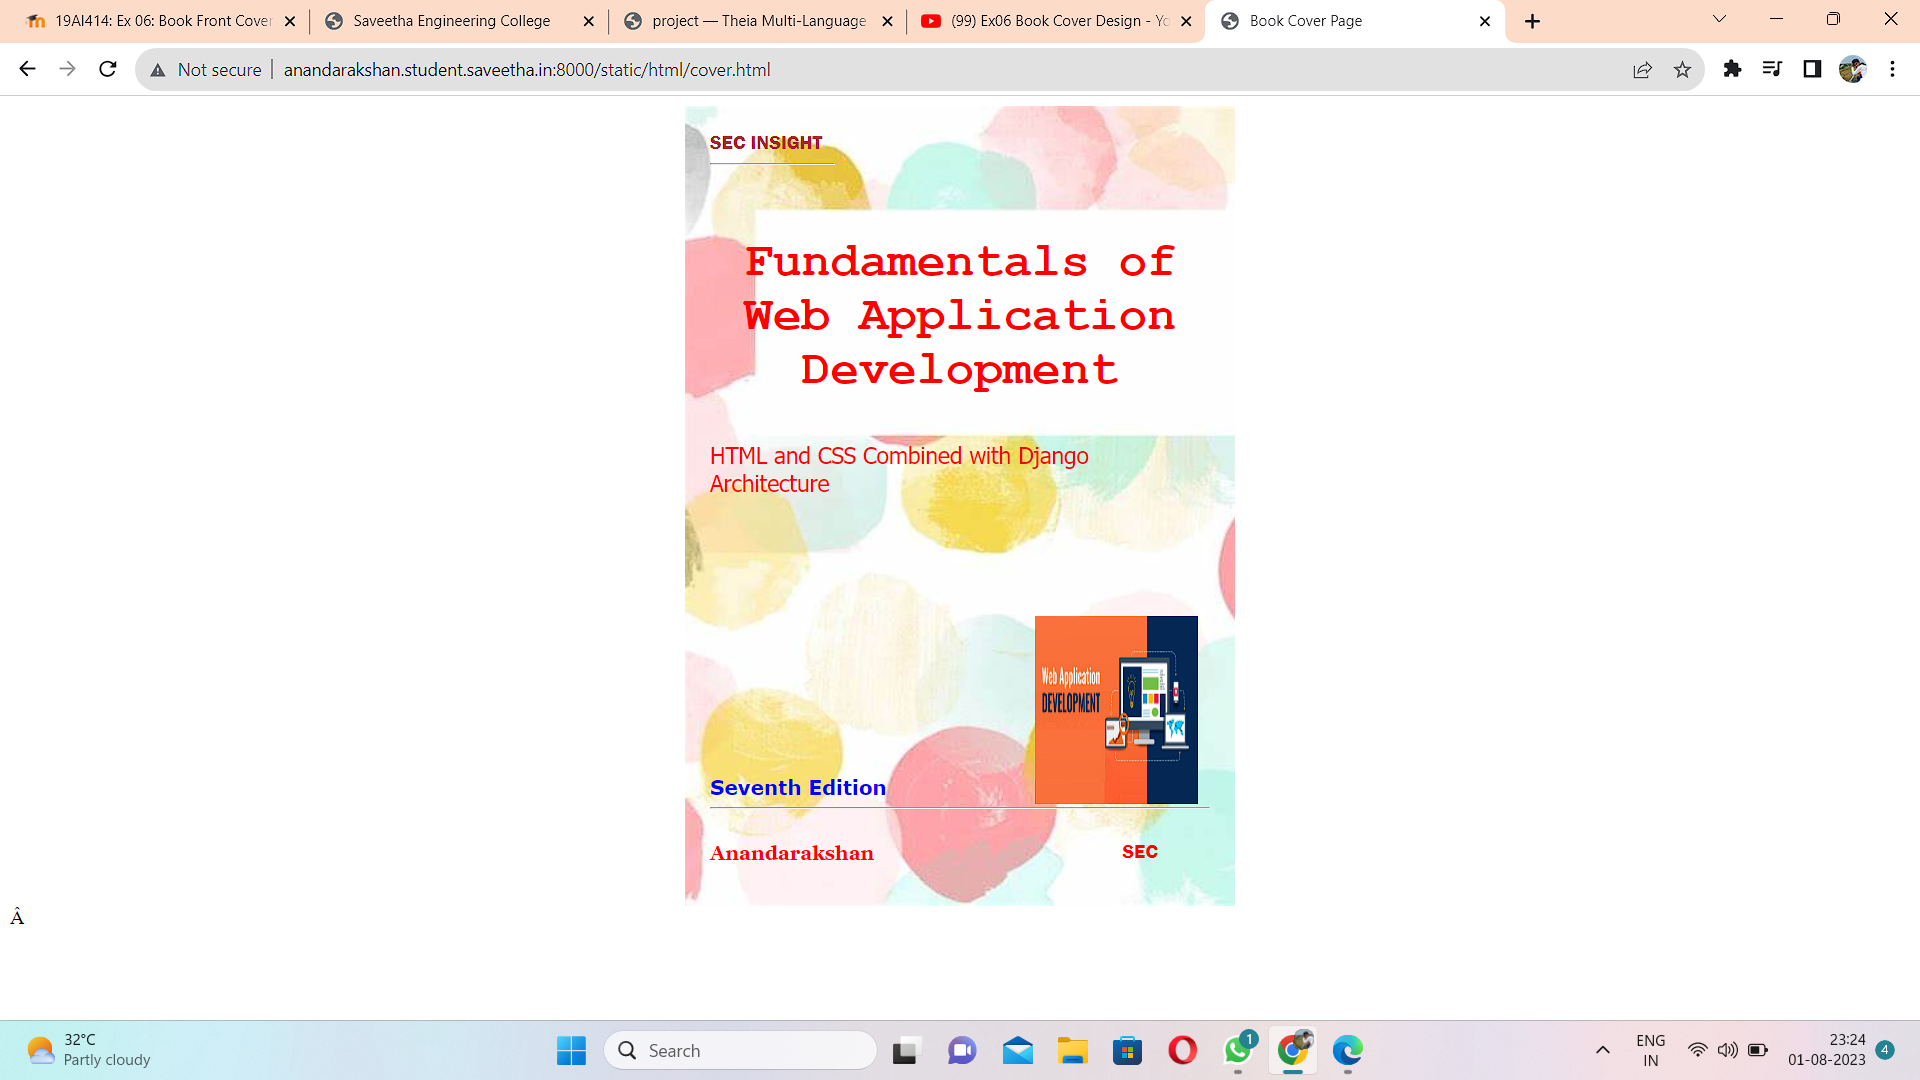 19AI414: Ex 06: Book Front Cover
Saveetha Engineering College
project — Theia Multi-Language
(99) Ex06 Book Cover Design - Yo
Book Cover Page
Not secure
anandarakshan.student.saveetha.in:8000/static/html/cover.html
SEC INSIGHT
Fundamentals of
Web Application
Development
HTML and CSS Combined with Django
Architecture
Web Application
DEVELOPMENT
Seventh Edition
Anandarakshan
SEC
Â
32°C
Partly cloudy
Search
1
ENG
IN
23:24
01-08-2023
4